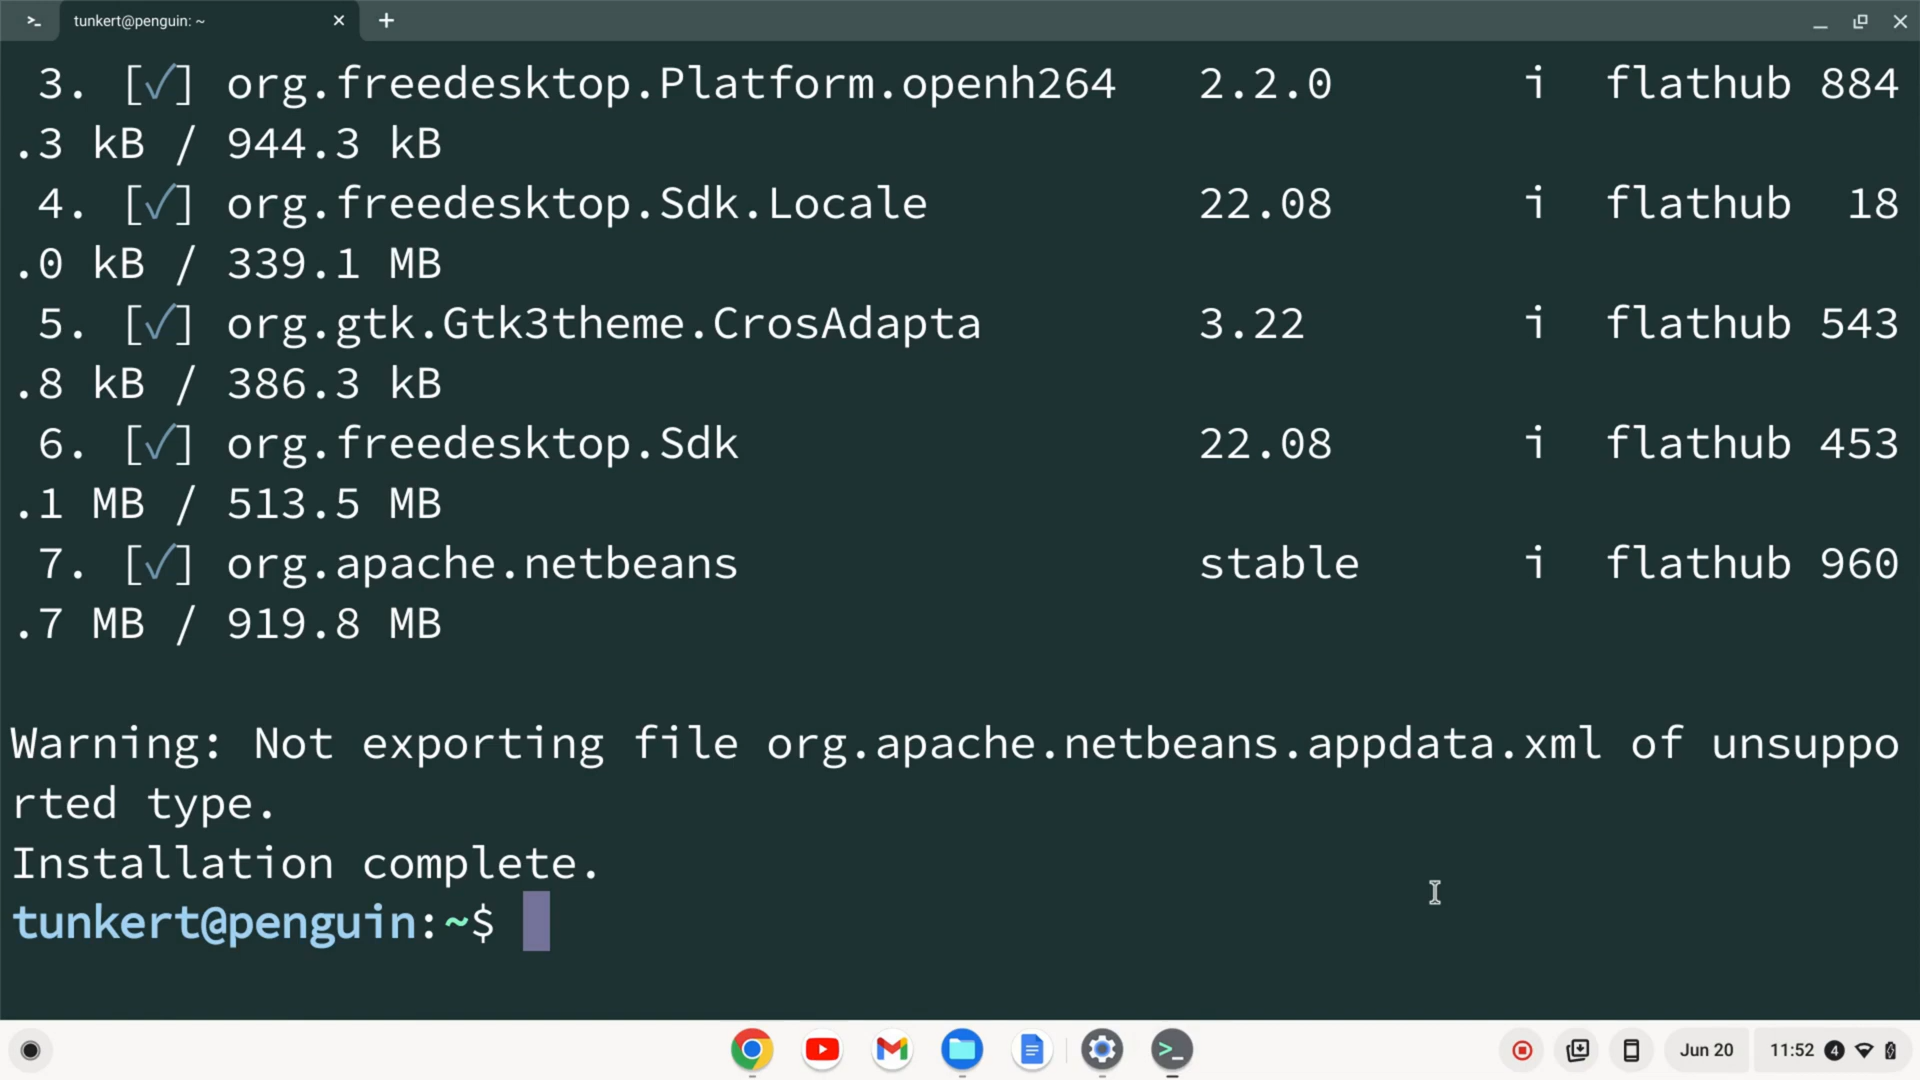 tunkert@penguin: ~
3. [✓] org.freedesktop.Platform.openh264 2.2.0 i flathub 884
.3 kB / 944.3 kB
4. [✓] org.freedesktop.Sdk.Locale 22.08 i flathub 18
.0 kB / 339.1 MB
5. [✓] org.gtk.Gtk3theme.CrosAdapta 3.22 i flathub 543
.8 kB / 386.3 kB
6. [✓] org.freedesktop.Sdk 22.08 i flathub 453
.1 MB / 513.5 MB
7. [✓] org.apache.netbeans stable i flathub 960
.7 MB / 919.8 MB
Warning: Not exporting file org.apache.netbeans.appdata.xml of unsuppo
rted type.
Installation complete.
tunkert@penguin:~$
Jun 20 11:52 4